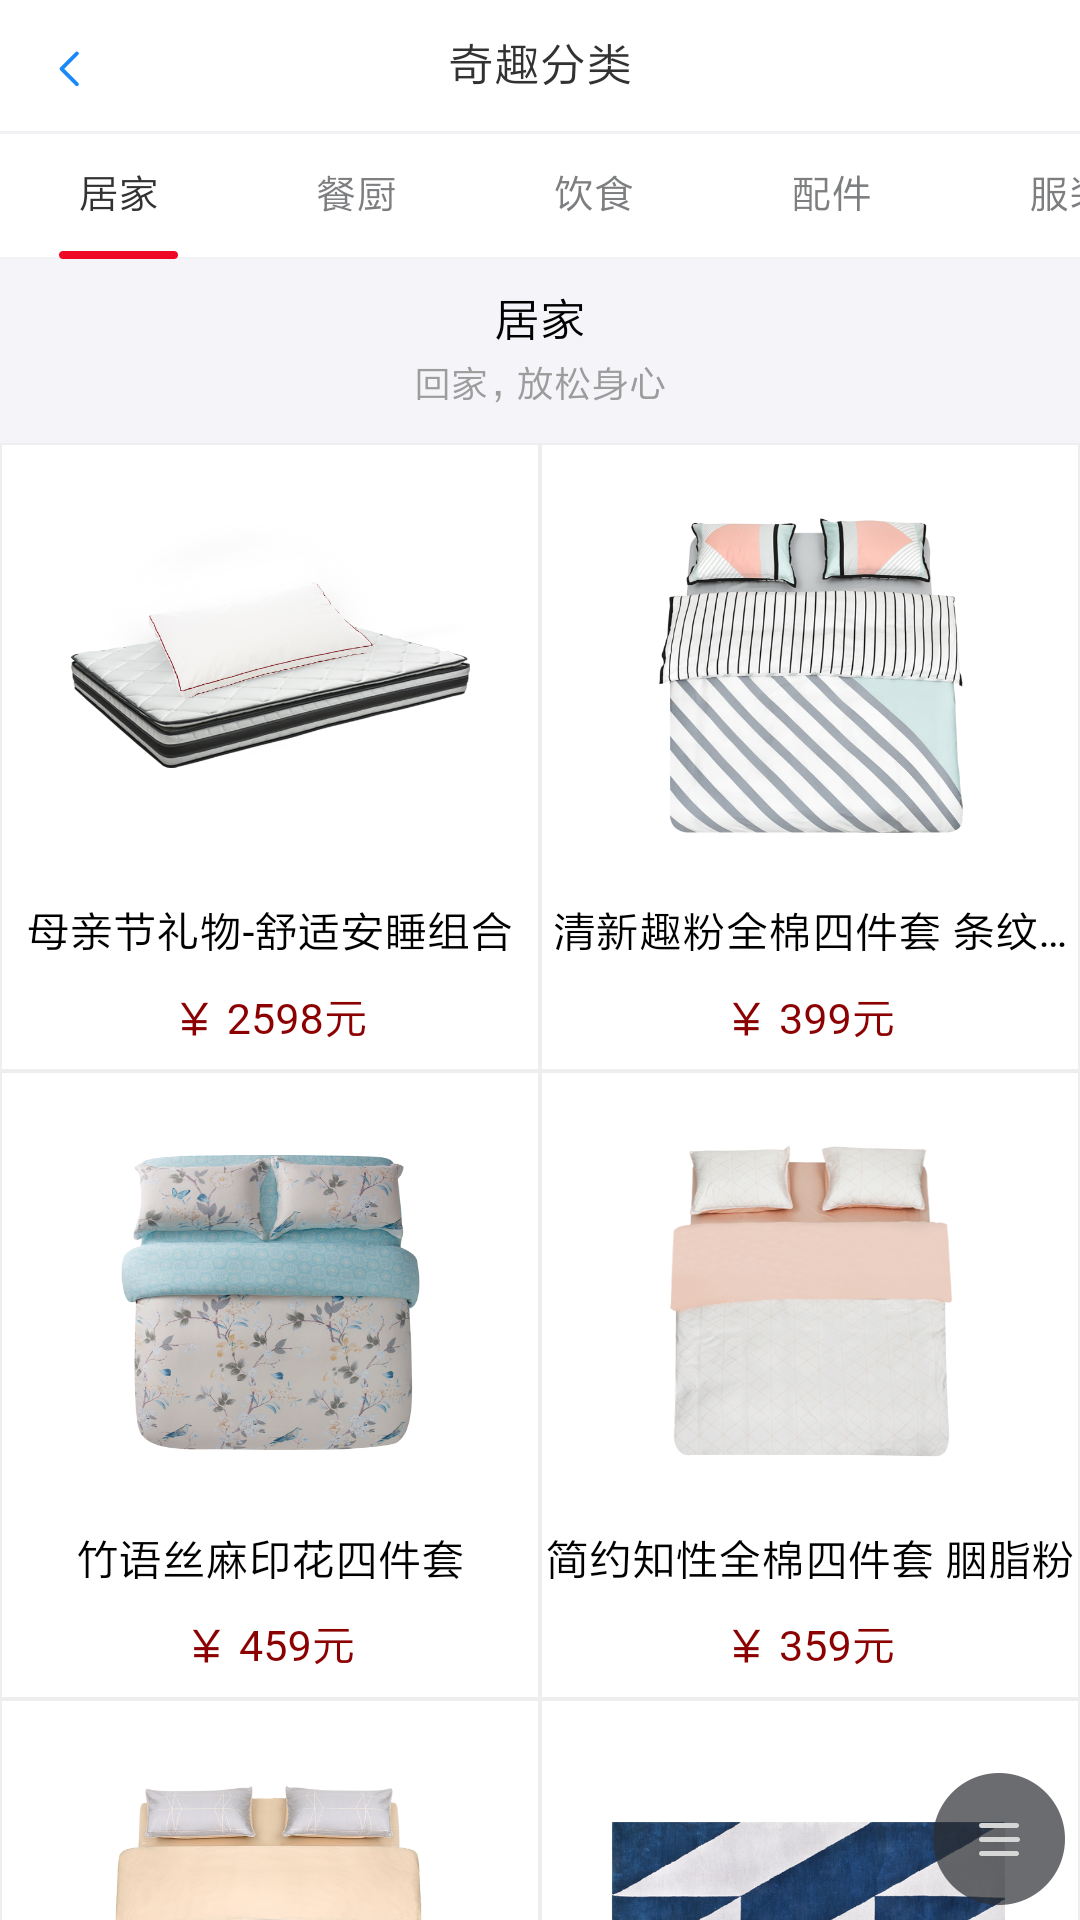 奇趣分类
居家 餐厨 饮食 配件
居家
回家，放松身心
母亲节礼物-舒适安睡组合
清新趣粉全棉四件套 条纹...
￥ 2598元
￥ 399元
竹语丝麻印花四件套
简约知性全棉四件套 胭脂粉
￥ 459元
￥ 359元